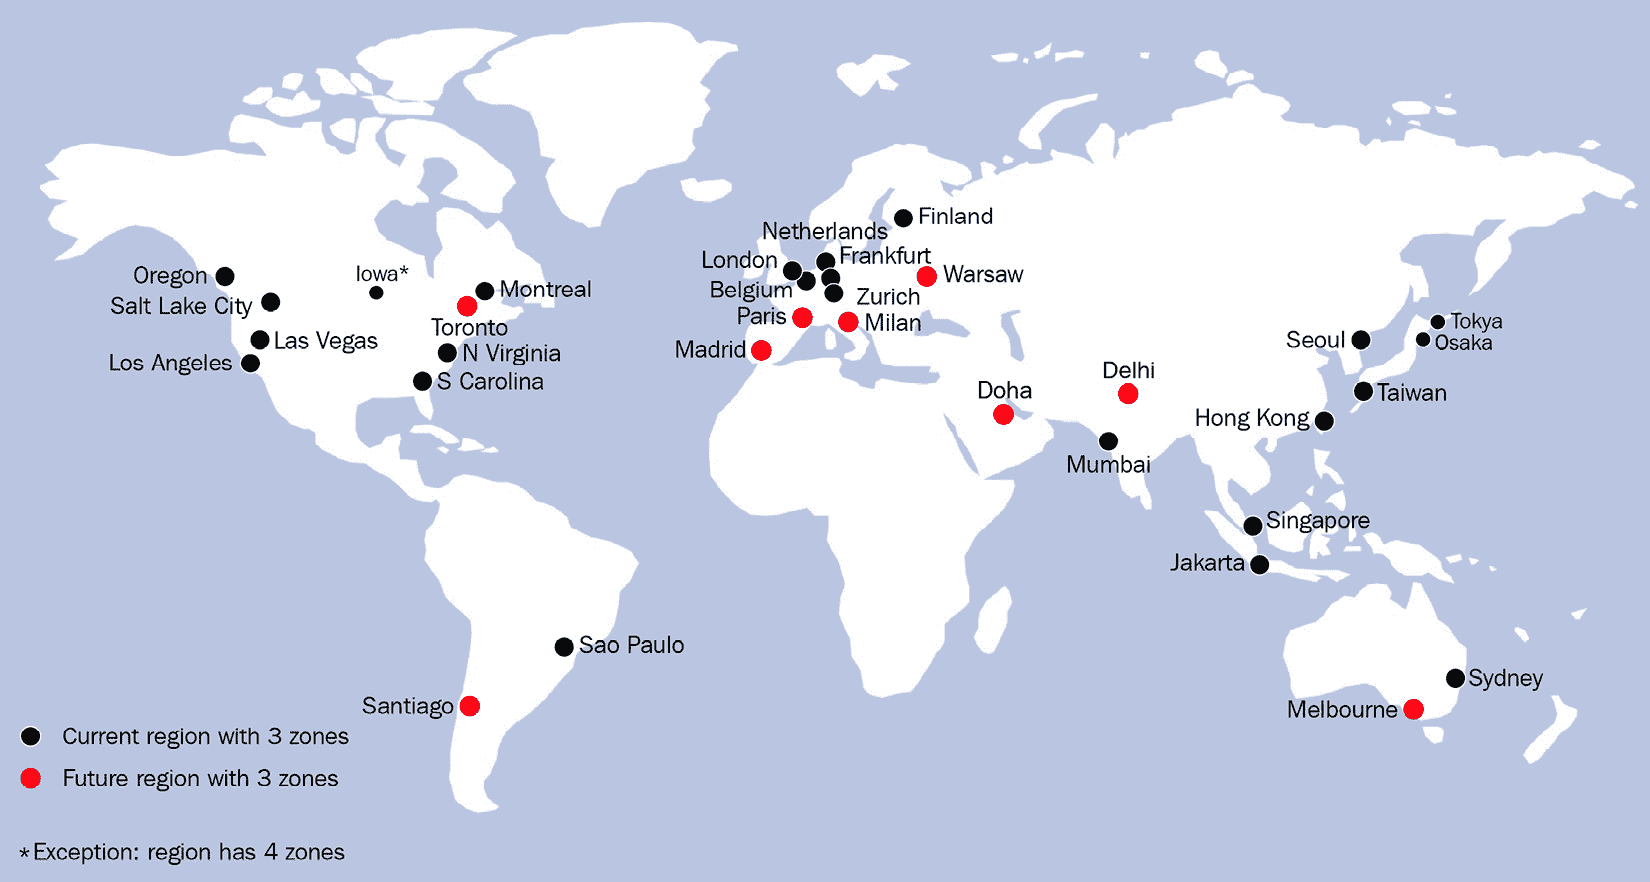 Finland
Netherlands
Frankfurt
London
Belgium
Zurich
Warsaw
Paris
Milan
Madrid
Oregon
Iowa*
Salt Lake City
Montreal
Toronto
Las Vegas
N Virginia
Los Angeles
S Carolina
Doha
Delhi
Mumbai
Seoul
Tokya
Osaka
Taiwan
Hong Kong
Singapore
Jakarta
Sao Paulo
Santiago
Sydney
Melbourne
Current region with 3 zones
Future region with 3 zones
*Exception: region has 4 zones